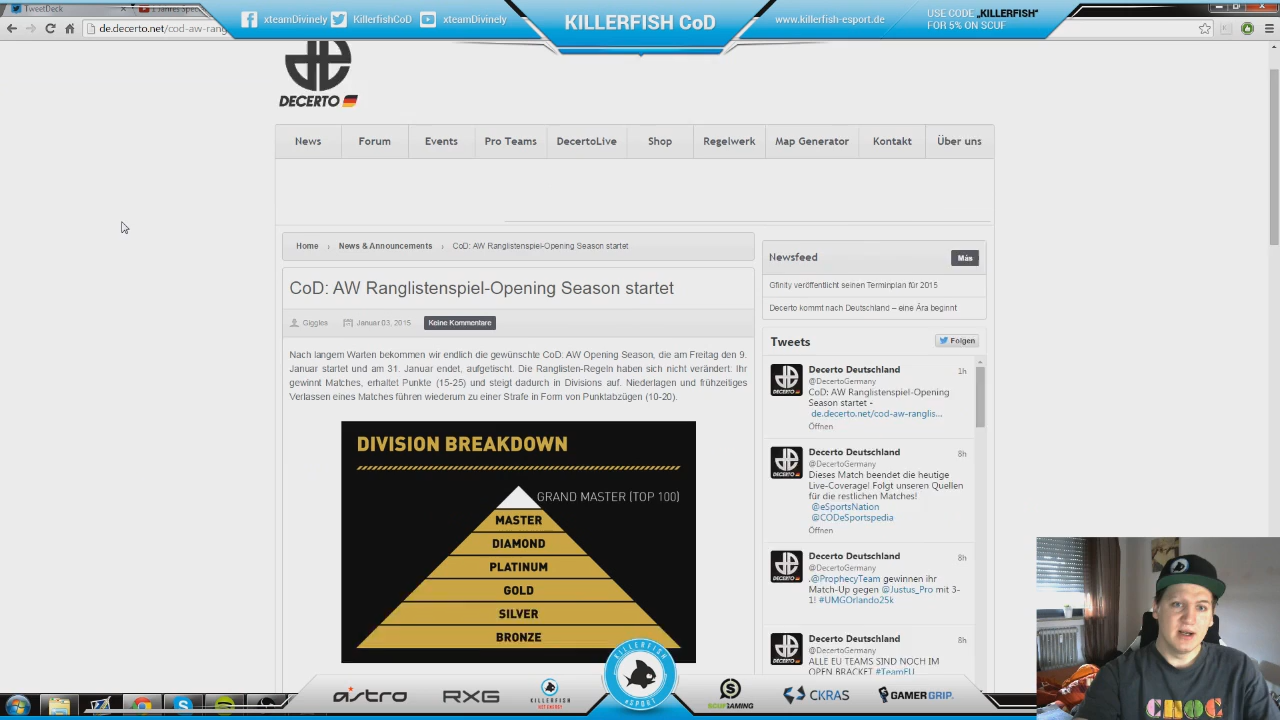 TweetDeck
xteamDivinely
KillerfishCoD
xteamDivinely
KILLERFISH CoD
www.killerfish-esport.de
USE CODE „KILLERFISH“
FOR 5% ON SCUF
de.decerto.net/cod-aw-rang
DECERTO
News
Forum
Events
Pro Teams
DecertoLive
Shop
Regelwerk
Map Generator
Kontakt
Über uns
Home › News & Announcements › CoD: AW Ranglistenspiel-Opening Season startet
CoD: AW Ranglistenspiel-Opening Season startet
Giggles
Januar 03, 2015
Keine Kommentare
Nach langem Warten bekommen wir endlich die gewünschte CoD: AW Opening Season, die am Freitag den 9.
Januar startet und am 31. Januar endet, aufgetischt. Die Ranglisten-Regeln haben sich nicht verändert: Ihr
gewinnt Matches, erhaltet Punkte (15-25) und steigt dadurch in Divisions auf. Niederlagen und frühzeitiges
Verlassen eines Matches führen wiederum zu einer Strafe in Form von Punktabzügen (10-20).
DIVISION BREAKDOWN
GRAND MASTER (TOP 100)
MASTER
DIAMOND
PLATINUM
GOLD
SILVER
BRONZE
Newsfeed
Más
Gfinity veröffentlicht seinen Terminplan für 2015
Decerto kommt nach Deutschland – eine Ära beginnt
Tweets
Folgen
Decerto Deutschland 1h
@DecertoGermany
CoD: AW Ranglistenspiel-Opening
Season startet -
de.decerto.net/cod-aw-ranglis...
Öffnen
Decerto Deutschland 8h
@DecertoGermany
Dieses Match beendet die heutige
Live-Coverage! Folgt unseren Quellen
für die restlichen Matches!
@eSportsNation
@CODeSportspedia
Öffnen
Decerto Deutschland 8h
@DecertoGermany
.@ProphecyTeam gewinnen ihr
Match-Up gegen @Justus_Pro mit 3-
1! #UMGOrlando25k
Decerto Deutschland 8h
@DecertoGermany
ALLE EU TEAMS SIND NOCH IM
OPEN BRACKET #TeamEU
KILLERFISH
eSPORT
ASTRO
RXG
KILLERFISH
SCUFGAMING
CKRAS
GAMERGRIP.
CHOC